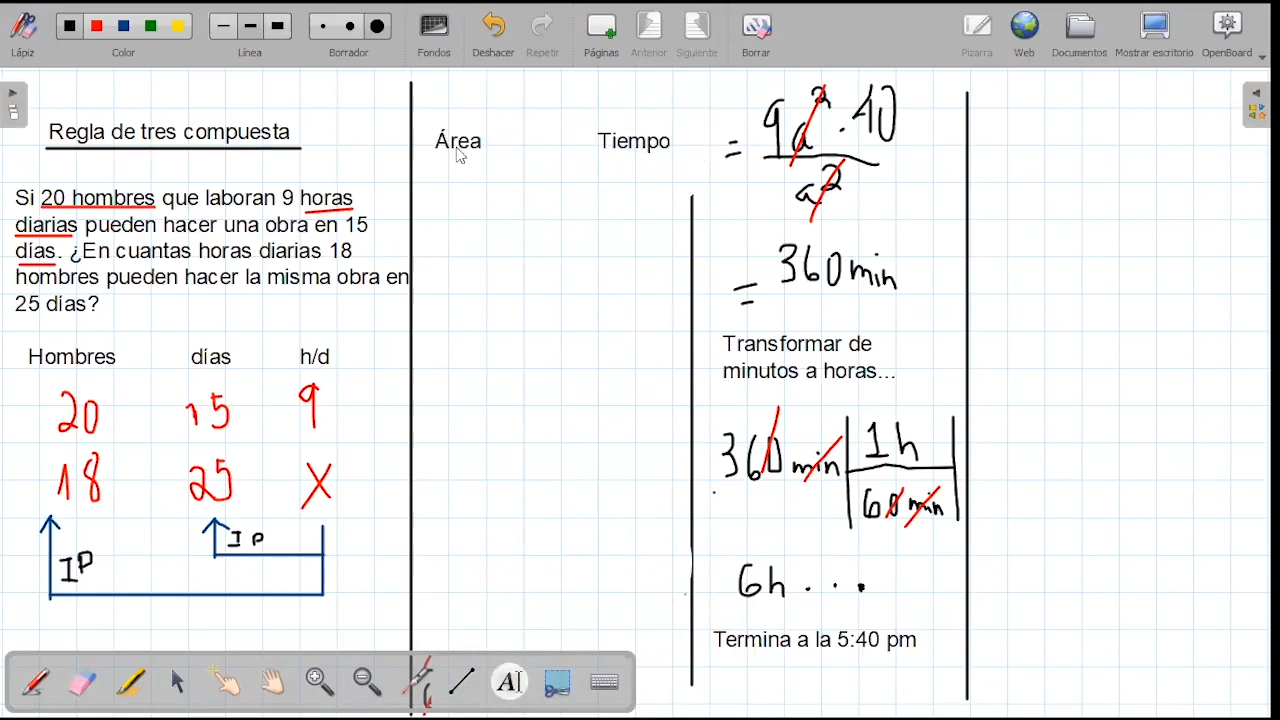 Lápiz
Color
Línea
Borrador
Fondos
Deshacer
Repetir
Páginas
Anterior
Siguiente
Borrar
Pizarra
Web
Documentos
Mostrar escritorio
OpenBoard
Regla de tres compuesta
Si 20 hombres que laboran 9 horas
diarias pueden hacer una obra en 15
días. ¿En cuantas horas diarias 18
hombres pueden hacer la misma obra en
25 días?
Hombres días h/d
20 15 9
18 25 X
IP
IP
Área Tiempo
= 9a² · 40
a²
= 360 min
Transformar de
minutos a horas...
360 min 1h
60 min
6h . . .
Termina a la 5:40 pm
AI